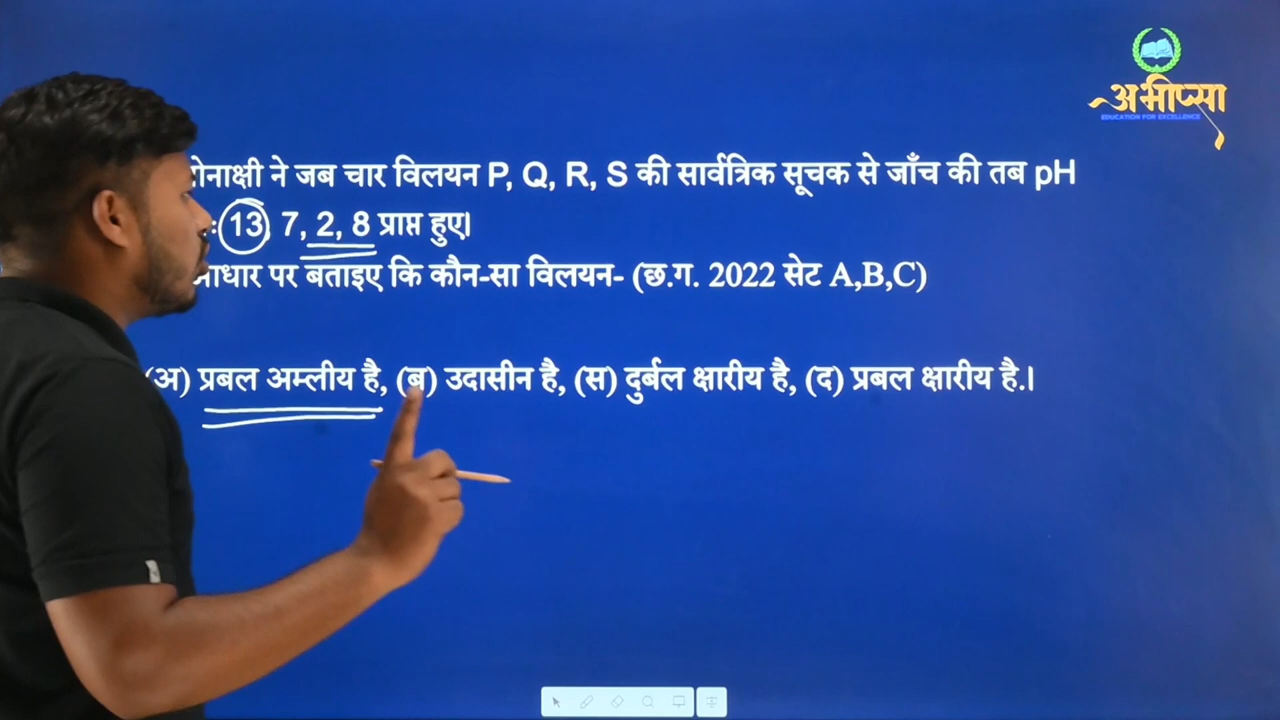 अभीप्सा
EDUCATION FOR EXCELLENCE
ने जब चार विलयन P, Q, R, S की सार्वत्रिक सूचक से जाँच की तब pH
13, 7, 2, 8 प्राप्त हुए।
पर बताइए कि कौन-सा विलयन- (छ.ग. 2022 सेट A,B,C)
(अ) प्रबल अम्लीय है, (ब) उदासीन है, (स) दुर्बल क्षारीय है, (द) प्रबल क्षारीय है.।